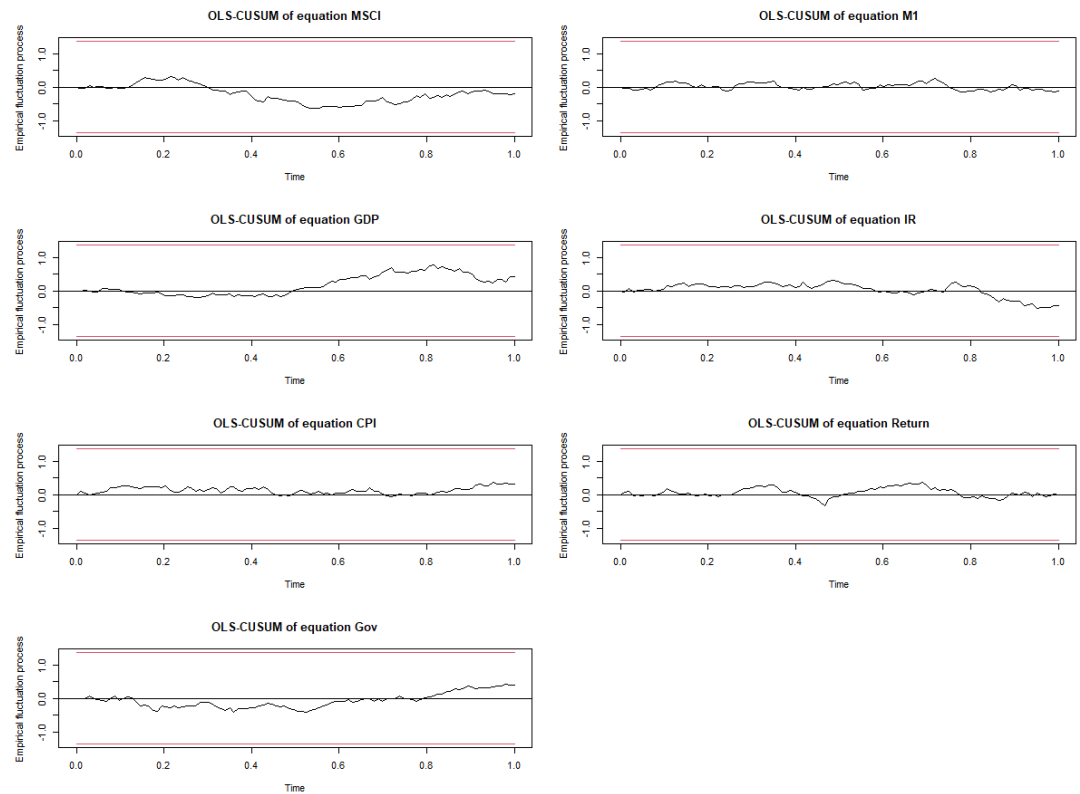 OLS-CUSUM of equation MSCI
Empirical fluctuation process
1.0
0.0
-1.0
0.0 0.2 0.4 0.6 0.8 1.0
Time
OLS-CUSUM of equation M1
Empirical fluctuation process
1.0
0.0
-1.0
0.0 0.2 0.4 0.6 0.8 1.0
Time
OLS-CUSUM of equation GDP
Empirical fluctuation process
1.0
0.0
-1.0
0.0 0.2 0.4 0.6 0.8 1.0
Time
OLS-CUSUM of equation IR
Empirical fluctuation process
1.0
0.0
-1.0
0.0 0.2 0.4 0.6 0.8 1.0
Time
OLS-CUSUM of equation CPI
Empirical fluctuation process
1.0
0.0
-1.0
0.0 0.2 0.4 0.6 0.8 1.0
Time
OLS-CUSUM of equation Return
Empirical fluctuation process
1.0
0.0
-1.0
0.0 0.2 0.4 0.6 0.8 1.0
Time
OLS-CUSUM of equation Gov
Empirical fluctuation process
1.0
0.0
-1.0
0.0 0.2 0.4 0.6 0.8 1.0
Time